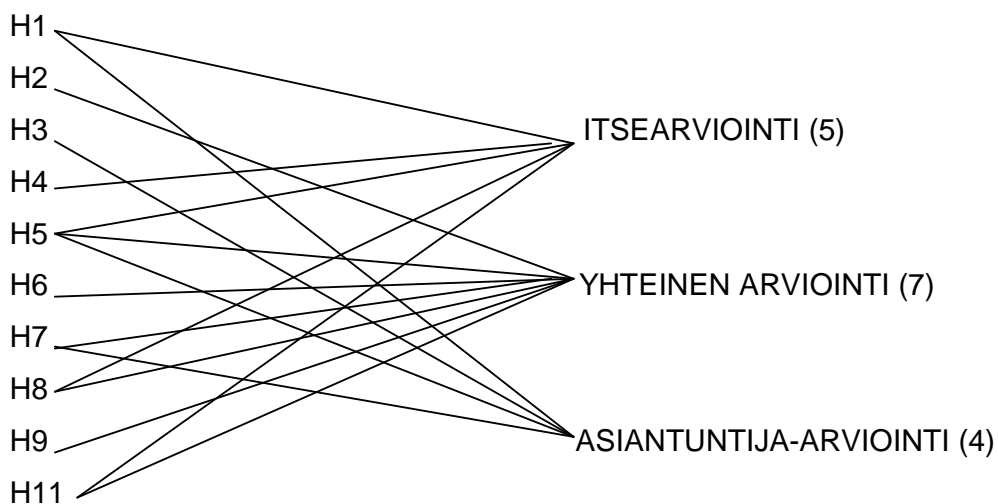 H1
H2
H3
H4
H5
H6
H7
H8
H9
H11
ITSEARVIOINTI (5)
YHTEINEN ARVIOINTI (7)
ASIANTUNTIJA-ARVIOINTI (4)